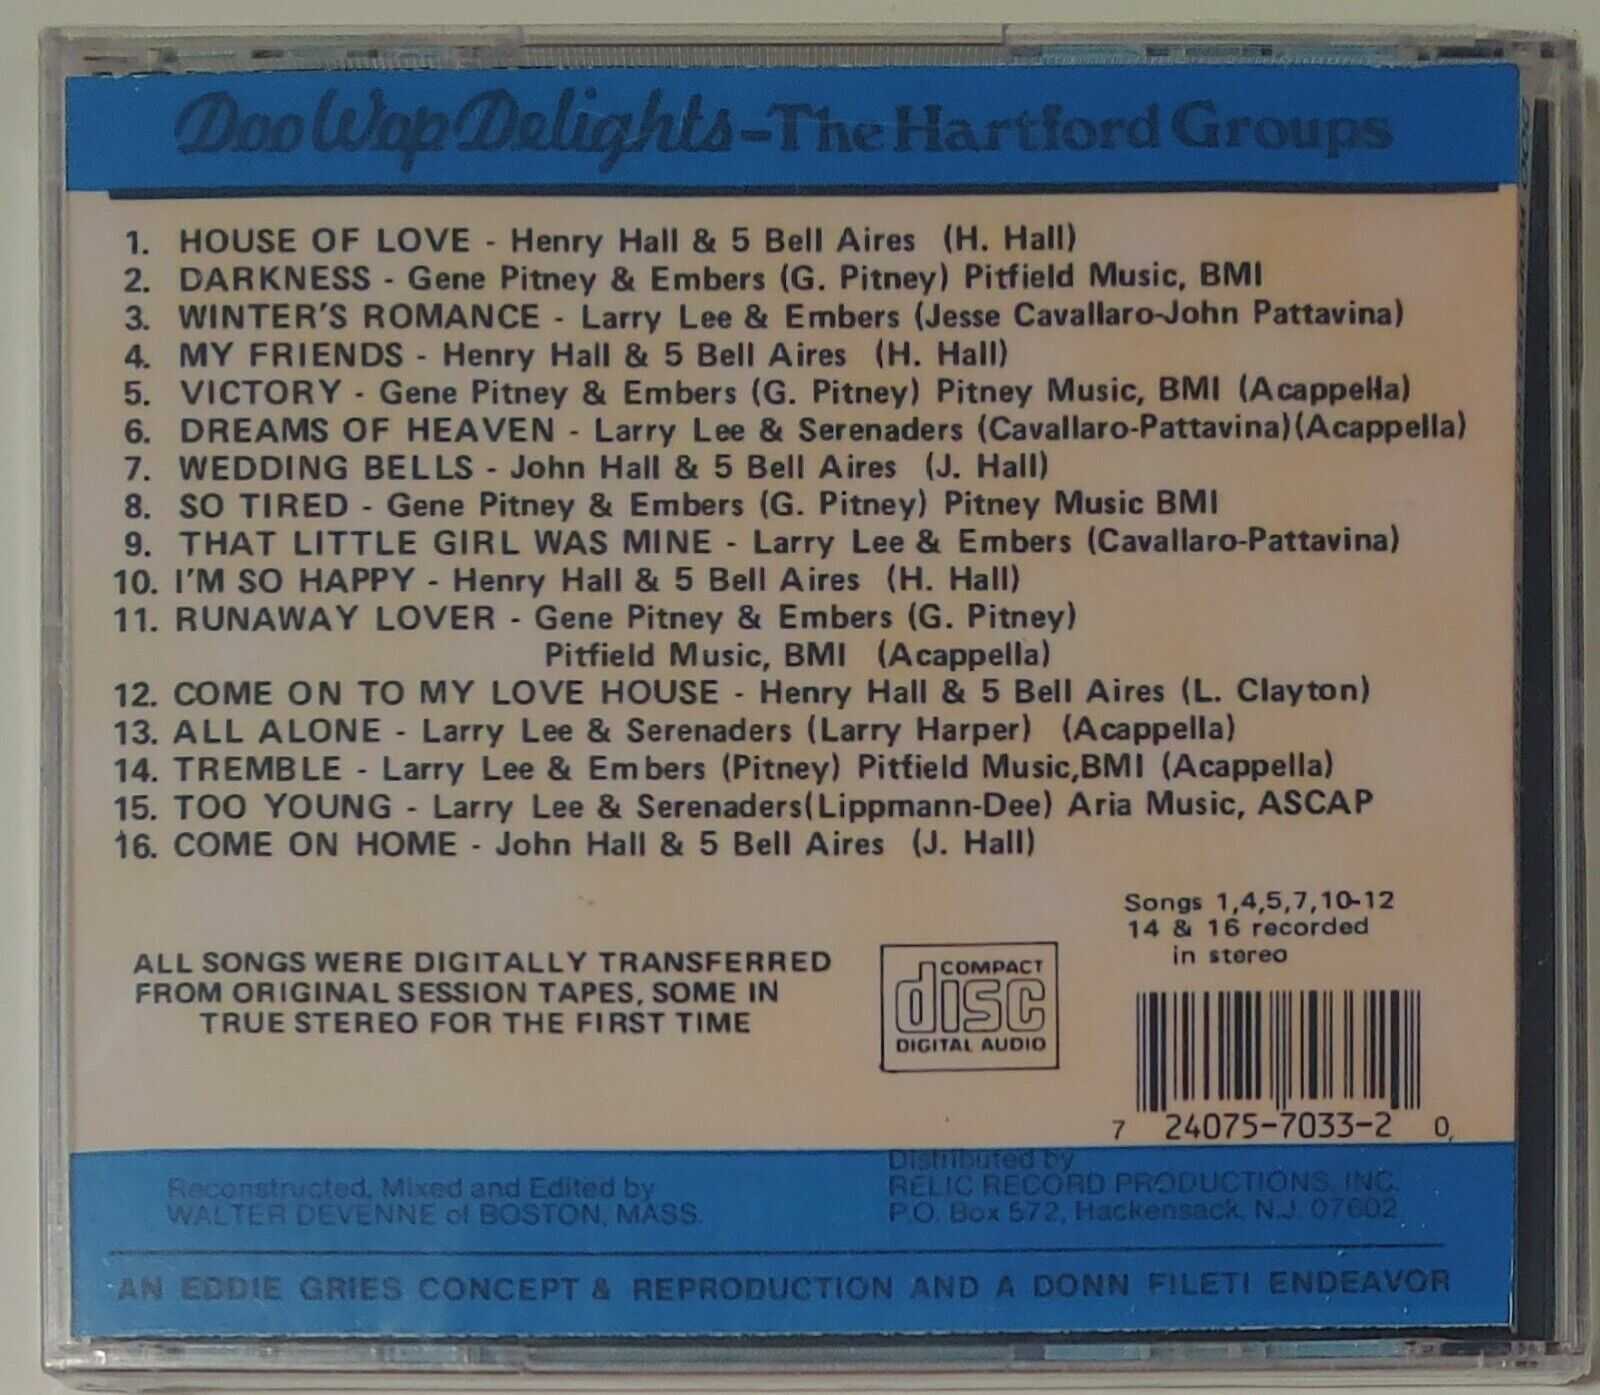 Doo Wop Delights-The Hartford Groups
1. HOUSE OF LOVE - Henry Hall & 5 Bell Aires (H. Hall)
2. DARKNESS - Gene Pitney & Embers (G. Pitney) Pitfield Music, BMI
3. WINTER'S ROMANCE - Larry Lee & Embers (Jesse Cavallaro-John Pattavina)
4. MY FRIENDS - Henry Hall & 5 Bell Aires (H. Hall)
5. VICTORY - Gene Pitney & Embers (G. Pitney) Pitney Music, BMI (Acappella)
6. DREAMS OF HEAVEN - Larry Lee & Serenaders (Cavallaro-Pattavina)(Acappella)
7. WEDDING BELLS - John Hall & 5 Bell Aires (J. Hall)
8. SO TIRED - Gene Pitney & Embers (G. Pitney) Pitney Music BMI
9. THAT LITTLE GIRL WAS MINE - Larry Lee & Embers (Cavallaro-Pattavina)
10. I'M SO HAPPY - Henry Hall & 5 Bell Aires (H. Hall)
11. RUNAWAY LOVER - Gene Pitney & Embers (G. Pitney)
Pitfield Music, BMI (Acappella)
12. COME ON TO MY LOVE HOUSE - Henry Hall & 5 Bell Aires (L. Clayton)
13. ALL ALONE - Larry Lee & Serenaders (Larry Harper) (Acappella)
14. TREMBLE - Larry Lee & Embers (Pitney) Pitfield Music,BMI (Acappella)
15. TOO YOUNG - Larry Lee & Serenaders(Lippmann-Dee) Aria Music, ASCAP
16. COME ON HOME - John Hall & 5 Bell Aires (J. Hall)
Songs 1,4,5,7,10-12
14 & 16 recorded
in stereo
ALL SONGS WERE DIGITALLY TRANSFERRED
FROM ORIGINAL SESSION TAPES, SOME IN
TRUE STEREO FOR THE FIRST TIME
COMPACT
disc
DIGITAL AUDIO
7 24075-7033-2 0
Reconstructed, Mixed and Edited by
WALTER DEVENNE of BOSTON, MASS.
Distributed by
RELIC RECORD PRODUCTIONS, INC.
P.O. Box 572, Hackensack, N.J. 07602
AN EDDIE GRIES CONCEPT & REPRODUCTION AND A DONN FILETI ENDEAVOR